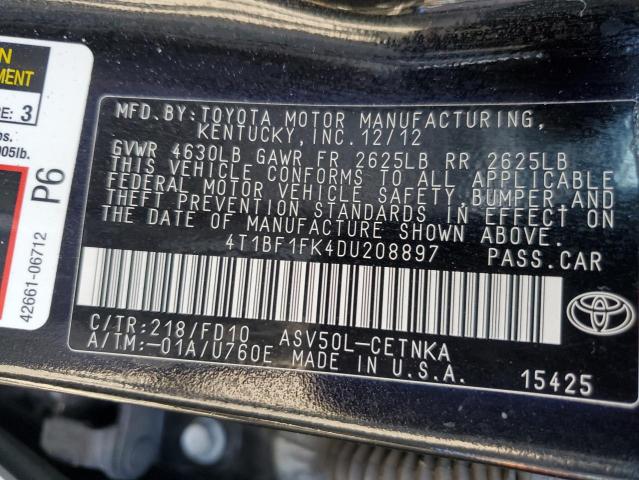 MFD.BY:TOYOTA MOTOR MANUFACTURING,
KENTUCKY,INC.12/12
GVWR 4630LB GAWR FR 2625LB RR 2625LB
THIS VEHICLE CONFORMS TO ALL APPLICABLE
FEDERAL MOTOR VEHICLE SAFETY,BUMPER,AND
THEFT PREVENTION STANDARDS IN EFFECT ON
THE DATE OF MANUFACTURE SHOWN ABOVE.
4T1BF1FK4DU208897 PASS.CAR
C/TR:218/FD10 ASV50L-CETNKA
A/TM:-01A/U760E MADE IN U.S.A. 15425
MENT
E: 3
005lb.
P6
42661-06712